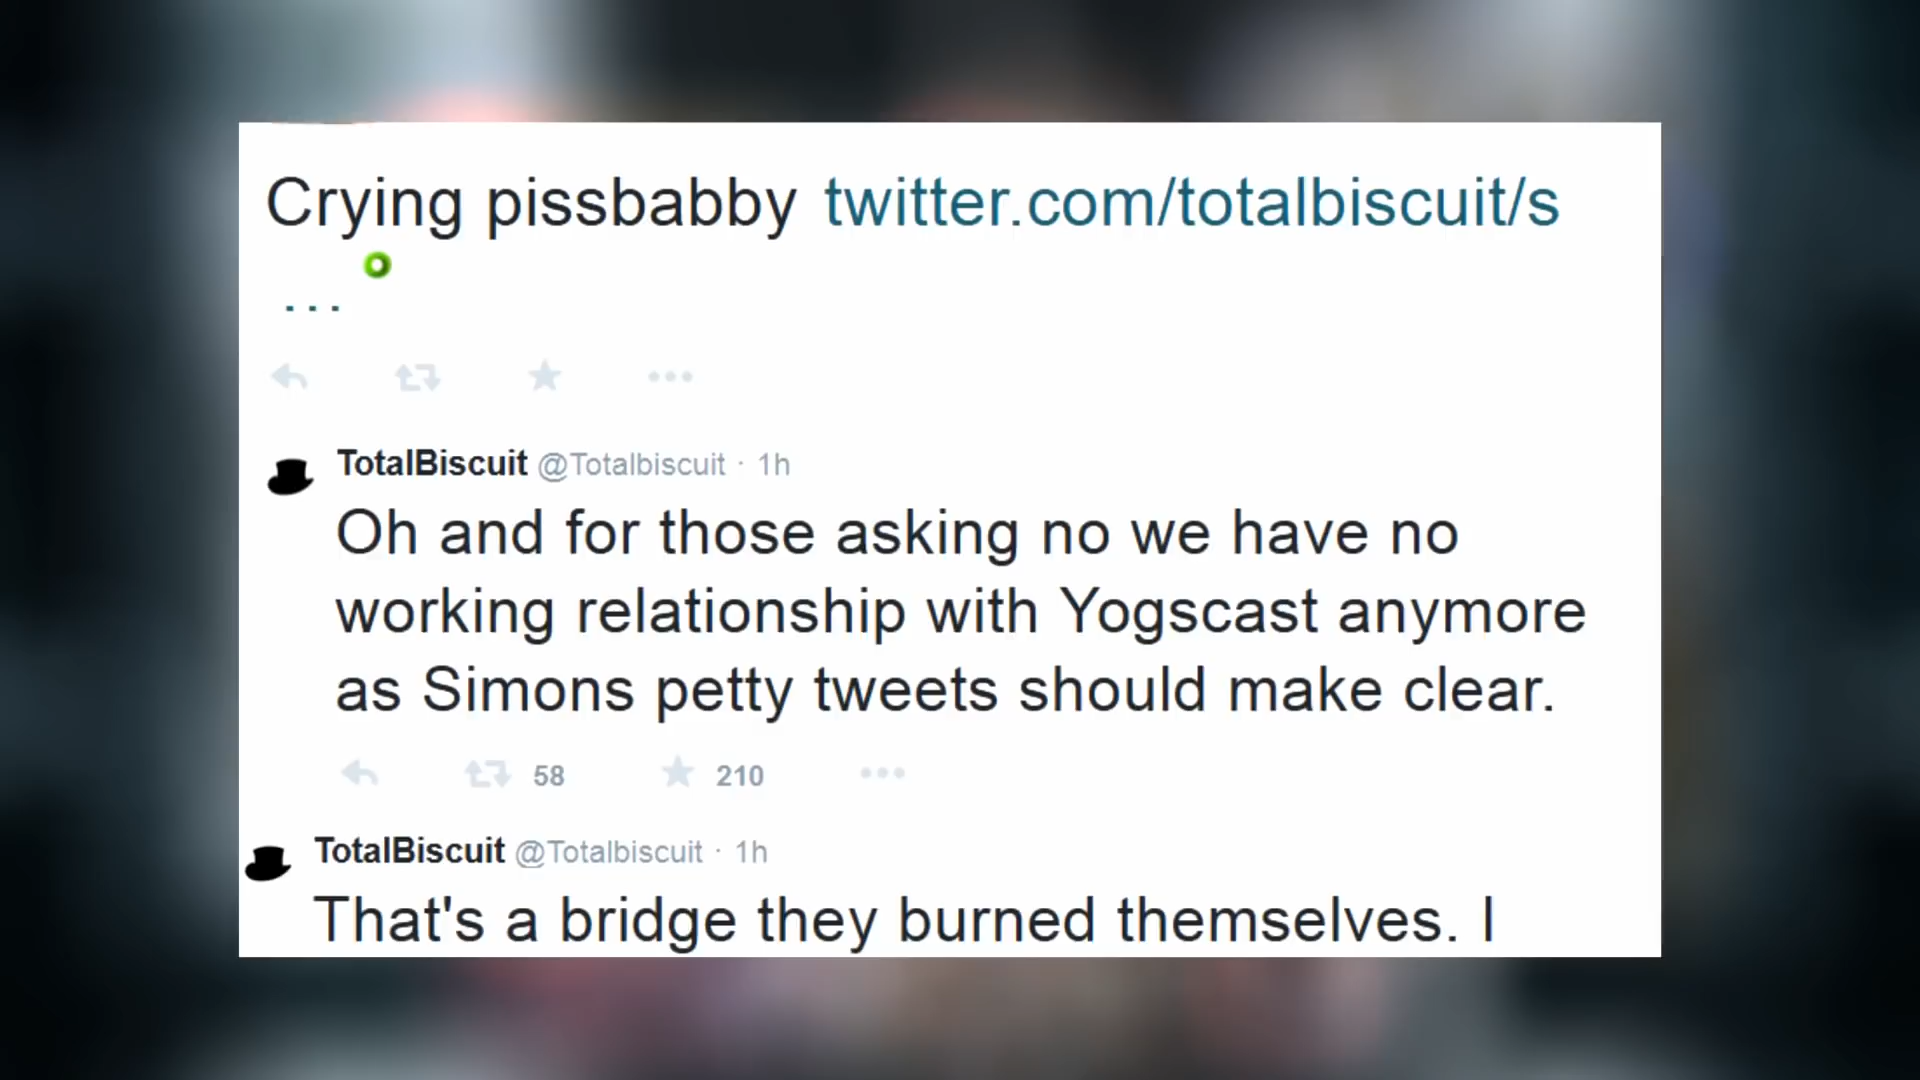 Crying pissbabby twitter.com/totalbiscuit/s
...
TotalBiscuit @Totalbiscuit · 1h
Oh and for those asking no we have no
working relationship with Yogscast anymore
as Simons petty tweets should make clear.
58 210
TotalBiscuit @Totalbiscuit · 1h
That's a bridge they burned themselves. I